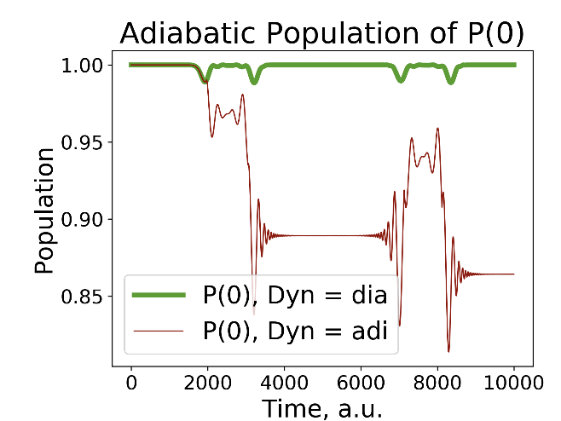 Adiabatic Population of P(0)
1.00
0.95
0.90
0.85
Population
P(0), Dyn = dia
P(0), Dyn = adi
0 2000 4000 6000 8000 10000
Time, a.u.